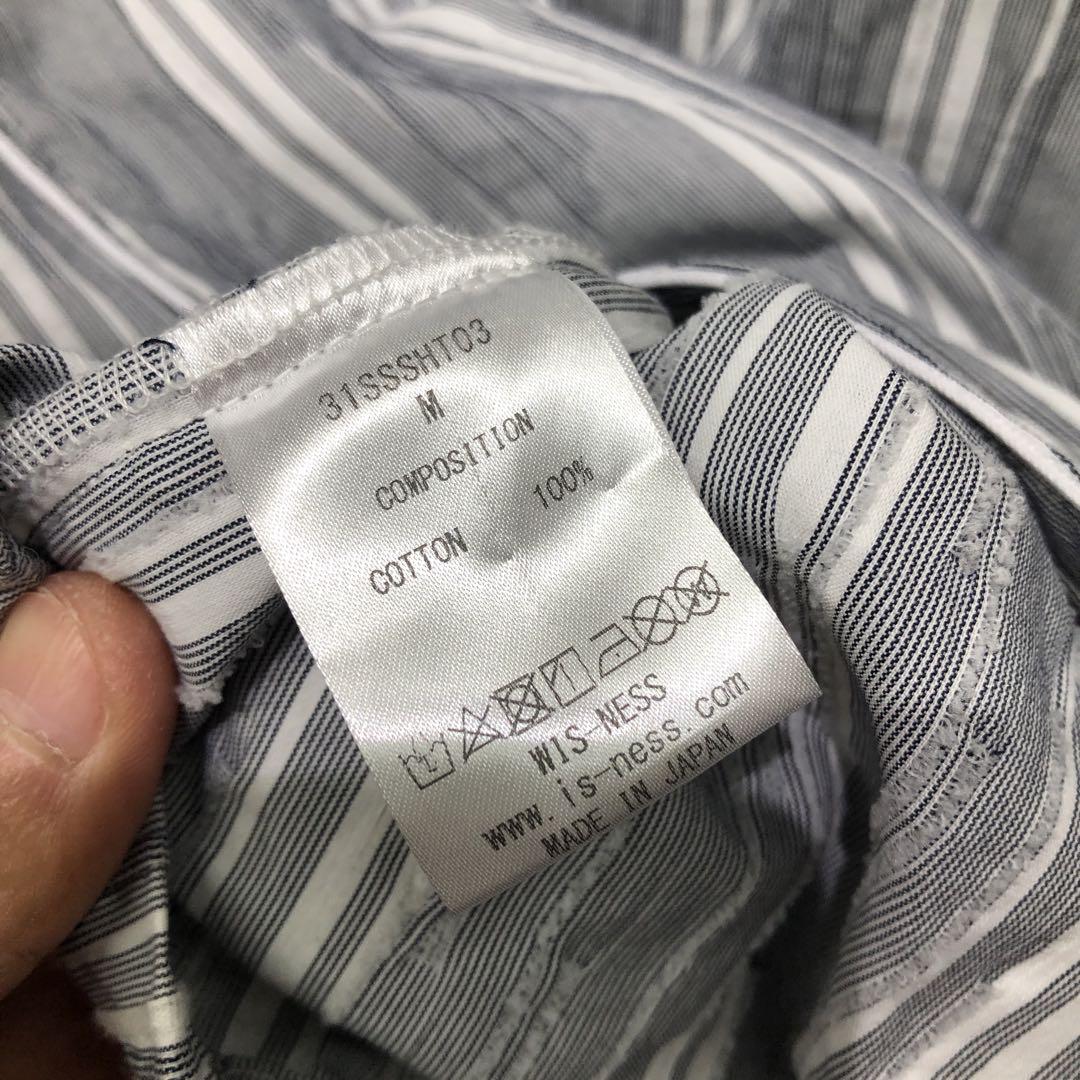 31SSSHT03
M
COMPOSITION
COTTON 100%
WIS-NESS
www.is-ness.com
MADE IN JAPAN